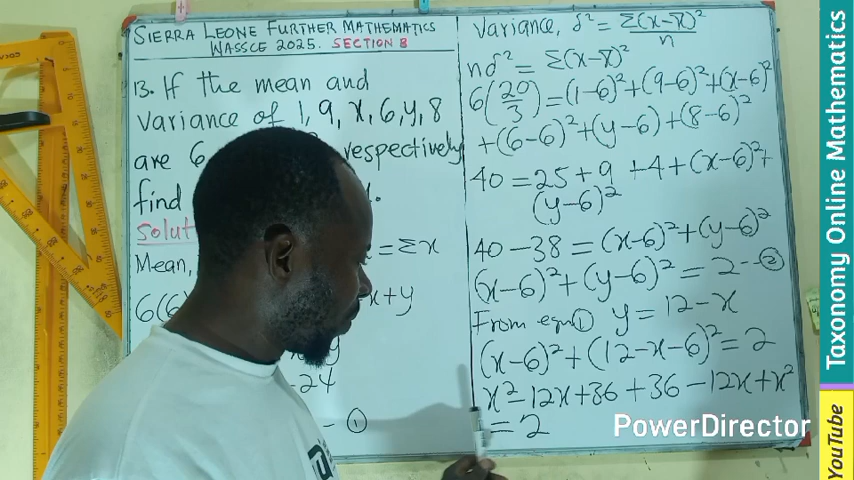 SIERRA LEONE FURTHER MATHEMATICS
WASSCE 2025. SECTION B
13. If the mean and
variance of 1, 9, x, 6, y, 8
are 6 respectively
find
Solut
Mean, = Σx
6(6) x+y
y
-24
- ①
Variance, δ² = Σ(x-x̄)²/n
nδ² = Σ(x-x̄)²
6(20/3)=(1-6)²+(9-6)²+(x-6)²
+(6-6)²+(y-6)+(8-6)²
40 = 25 + 9 + 4 + (x-6)²+
(y-6)²
40 - 38 = (x-6)²+(y-6)²
(x-6)²+(y-6)² = 2 --②
From eqn① y = 12 - x
(x-6)²+(12-x-6)² = 2
x²-12x+36+36-12x+x²
= 2
PowerDirector
Taxonomy Online Mathematics
YouTube